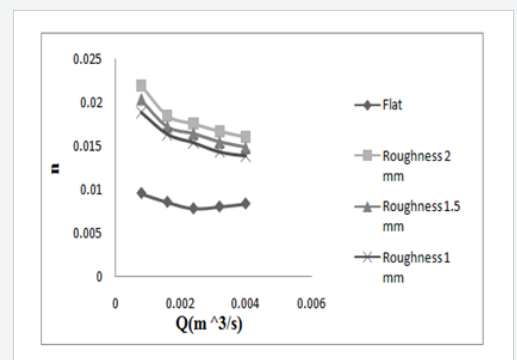 0.025
0.02
0.015
0.01
0.005
0
n
0
0.002
0.004
0.006
Q(m ^3/s)
Flat
Roughness 2
mm
Roughness 1.5
mm
Roughness 1
mm